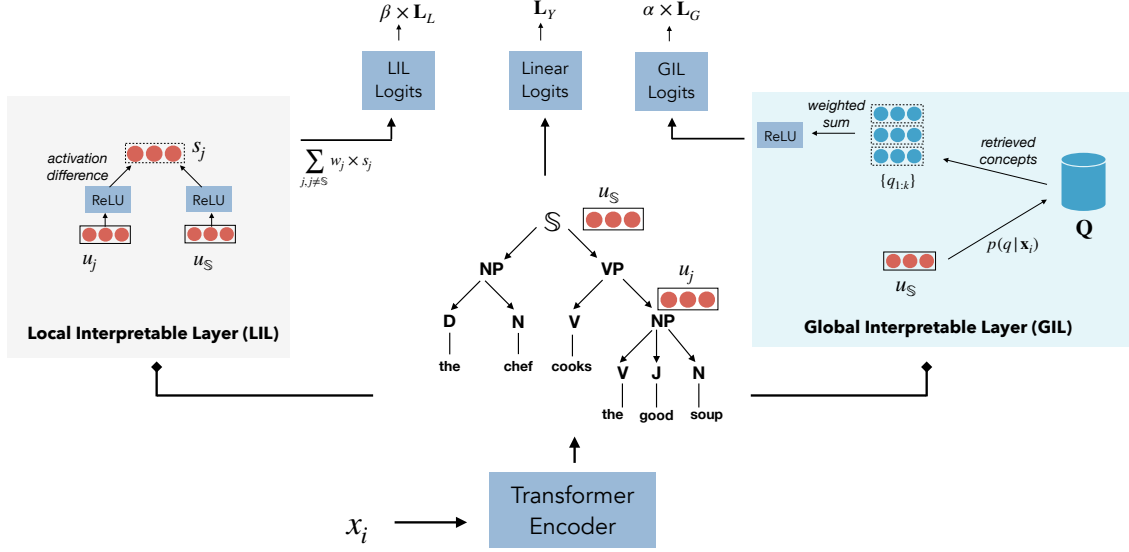 β × L_L
L_Y
α × L_G
LIL
Logits
Linear
Logits
GIL
Logits
activation
difference
s_j
ReLU
ReLU
u_j
u_𝕊
Local Interpretable Layer (LIL)
∑_{j,j≠𝕊} w_j × s_j
𝕊
u_𝕊
NP
VP
u_j
D
N
V
NP
the
chef
cooks
V
J
N
the
good
soup
ReLU
weighted
sum
{q_{1:k}}
retrieved
concepts
Q
p(q | x_i)
u_𝕊
Global Interpretable Layer (GIL)
x_i
Transformer
Encoder